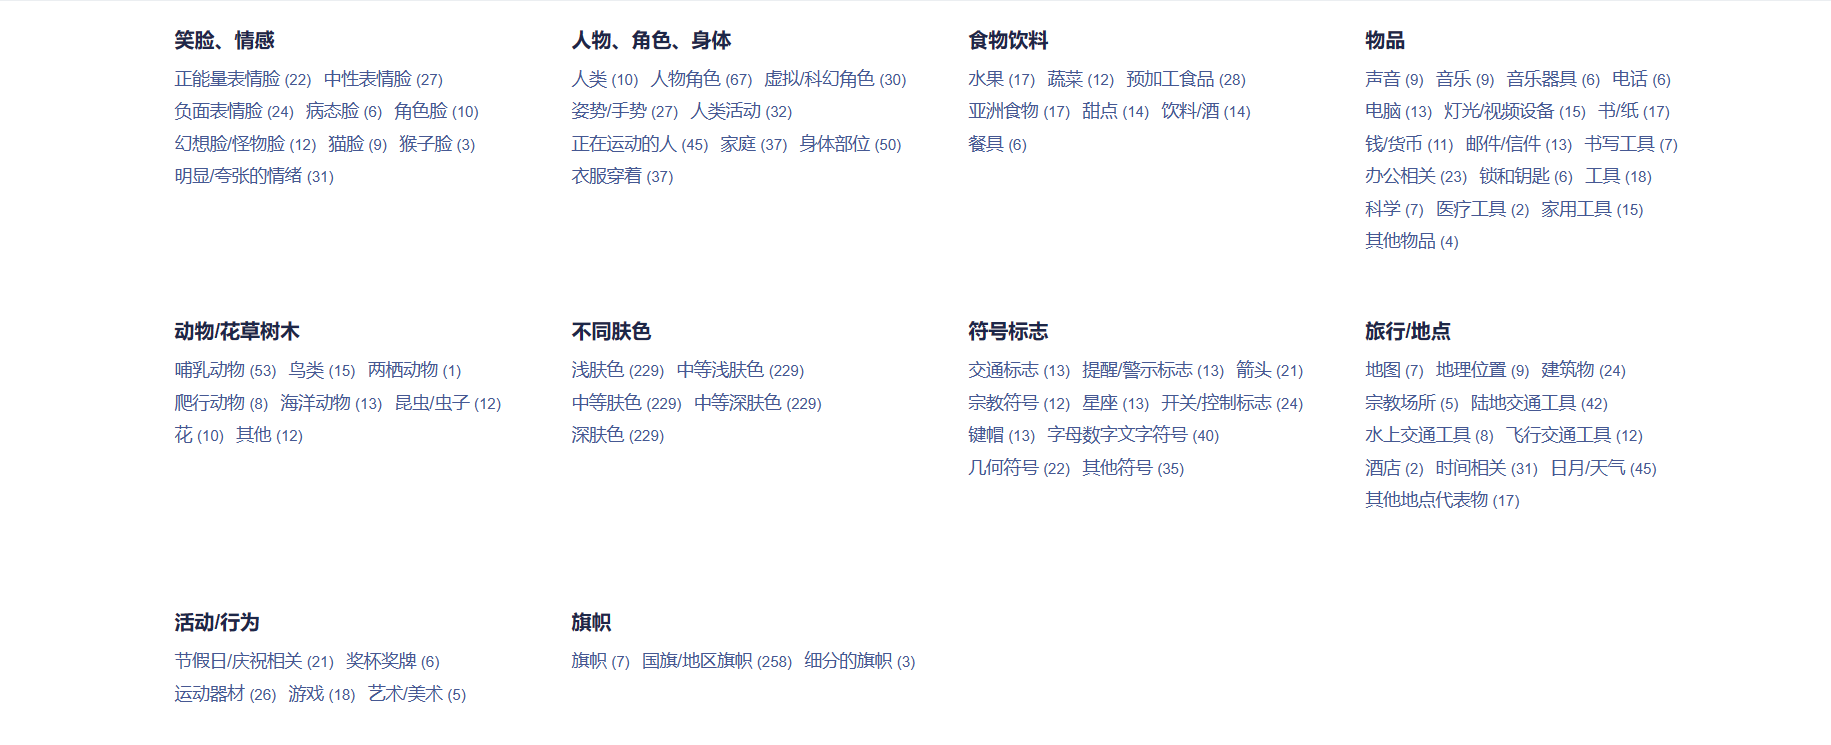 笑脸、情感
正能量表情脸 (22) 中性表情脸 (27)
负面表情脸 (24) 病态脸 (6) 角色脸 (10)
幻想脸/怪物脸 (12) 猫脸 (9) 猴子脸 (3)
明显/夸张的情绪 (31)
人物、角色、身体
人类 (10) 人物角色 (67) 虚拟/科幻角色 (30)
姿势/手势 (27) 人类活动 (32)
正在运动的人 (45) 家庭 (37) 身体部位 (50)
衣服穿着 (37)
食物饮料
水果 (17) 蔬菜 (12) 预加工食品 (28)
亚洲食物 (17) 甜点 (14) 饮料/酒 (14)
餐具 (6)
物品
声音 (9) 音乐 (9) 音乐器具 (6) 电话 (6)
电脑 (13) 灯光/视频设备 (15) 书/纸 (17)
钱/货币 (11) 邮件/信件 (13) 书写工具 (7)
办公相关 (23) 锁和钥匙 (6) 工具 (18)
科学 (7) 医疗工具 (2) 家用工具 (15)
其他物品 (4)
动物/花草树木
哺乳动物 (53) 鸟类 (15) 两栖动物 (1)
爬行动物 (8) 海洋动物 (13) 昆虫/虫子 (12)
花 (10) 其他 (12)
不同肤色
浅肤色 (229) 中等浅肤色 (229)
中等肤色 (229) 中等深肤色 (229)
深肤色 (229)
符号标志
交通标志 (13) 提醒/警示标志 (13) 箭头 (21)
宗教符号 (12) 星座 (13) 开关/控制标志 (24)
键帽 (13) 字母数字文字符号 (40)
几何符号 (22) 其他符号 (35)
旅行/地点
地图 (7) 地理位置 (9) 建筑物 (24)
宗教场所 (5) 陆地交通工具 (42)
水上交通工具 (8) 飞行交通工具 (12)
酒店 (2) 时间相关 (31) 日月/天气 (45)
其他地点代表物 (17)
活动/行为
节假日/庆祝相关 (21) 奖杯奖牌 (6)
运动器材 (26) 游戏 (18) 艺术/美术 (5)
旗帜
旗帜 (7) 国旗/地区旗帜 (258) 细分的旗帜 (3)